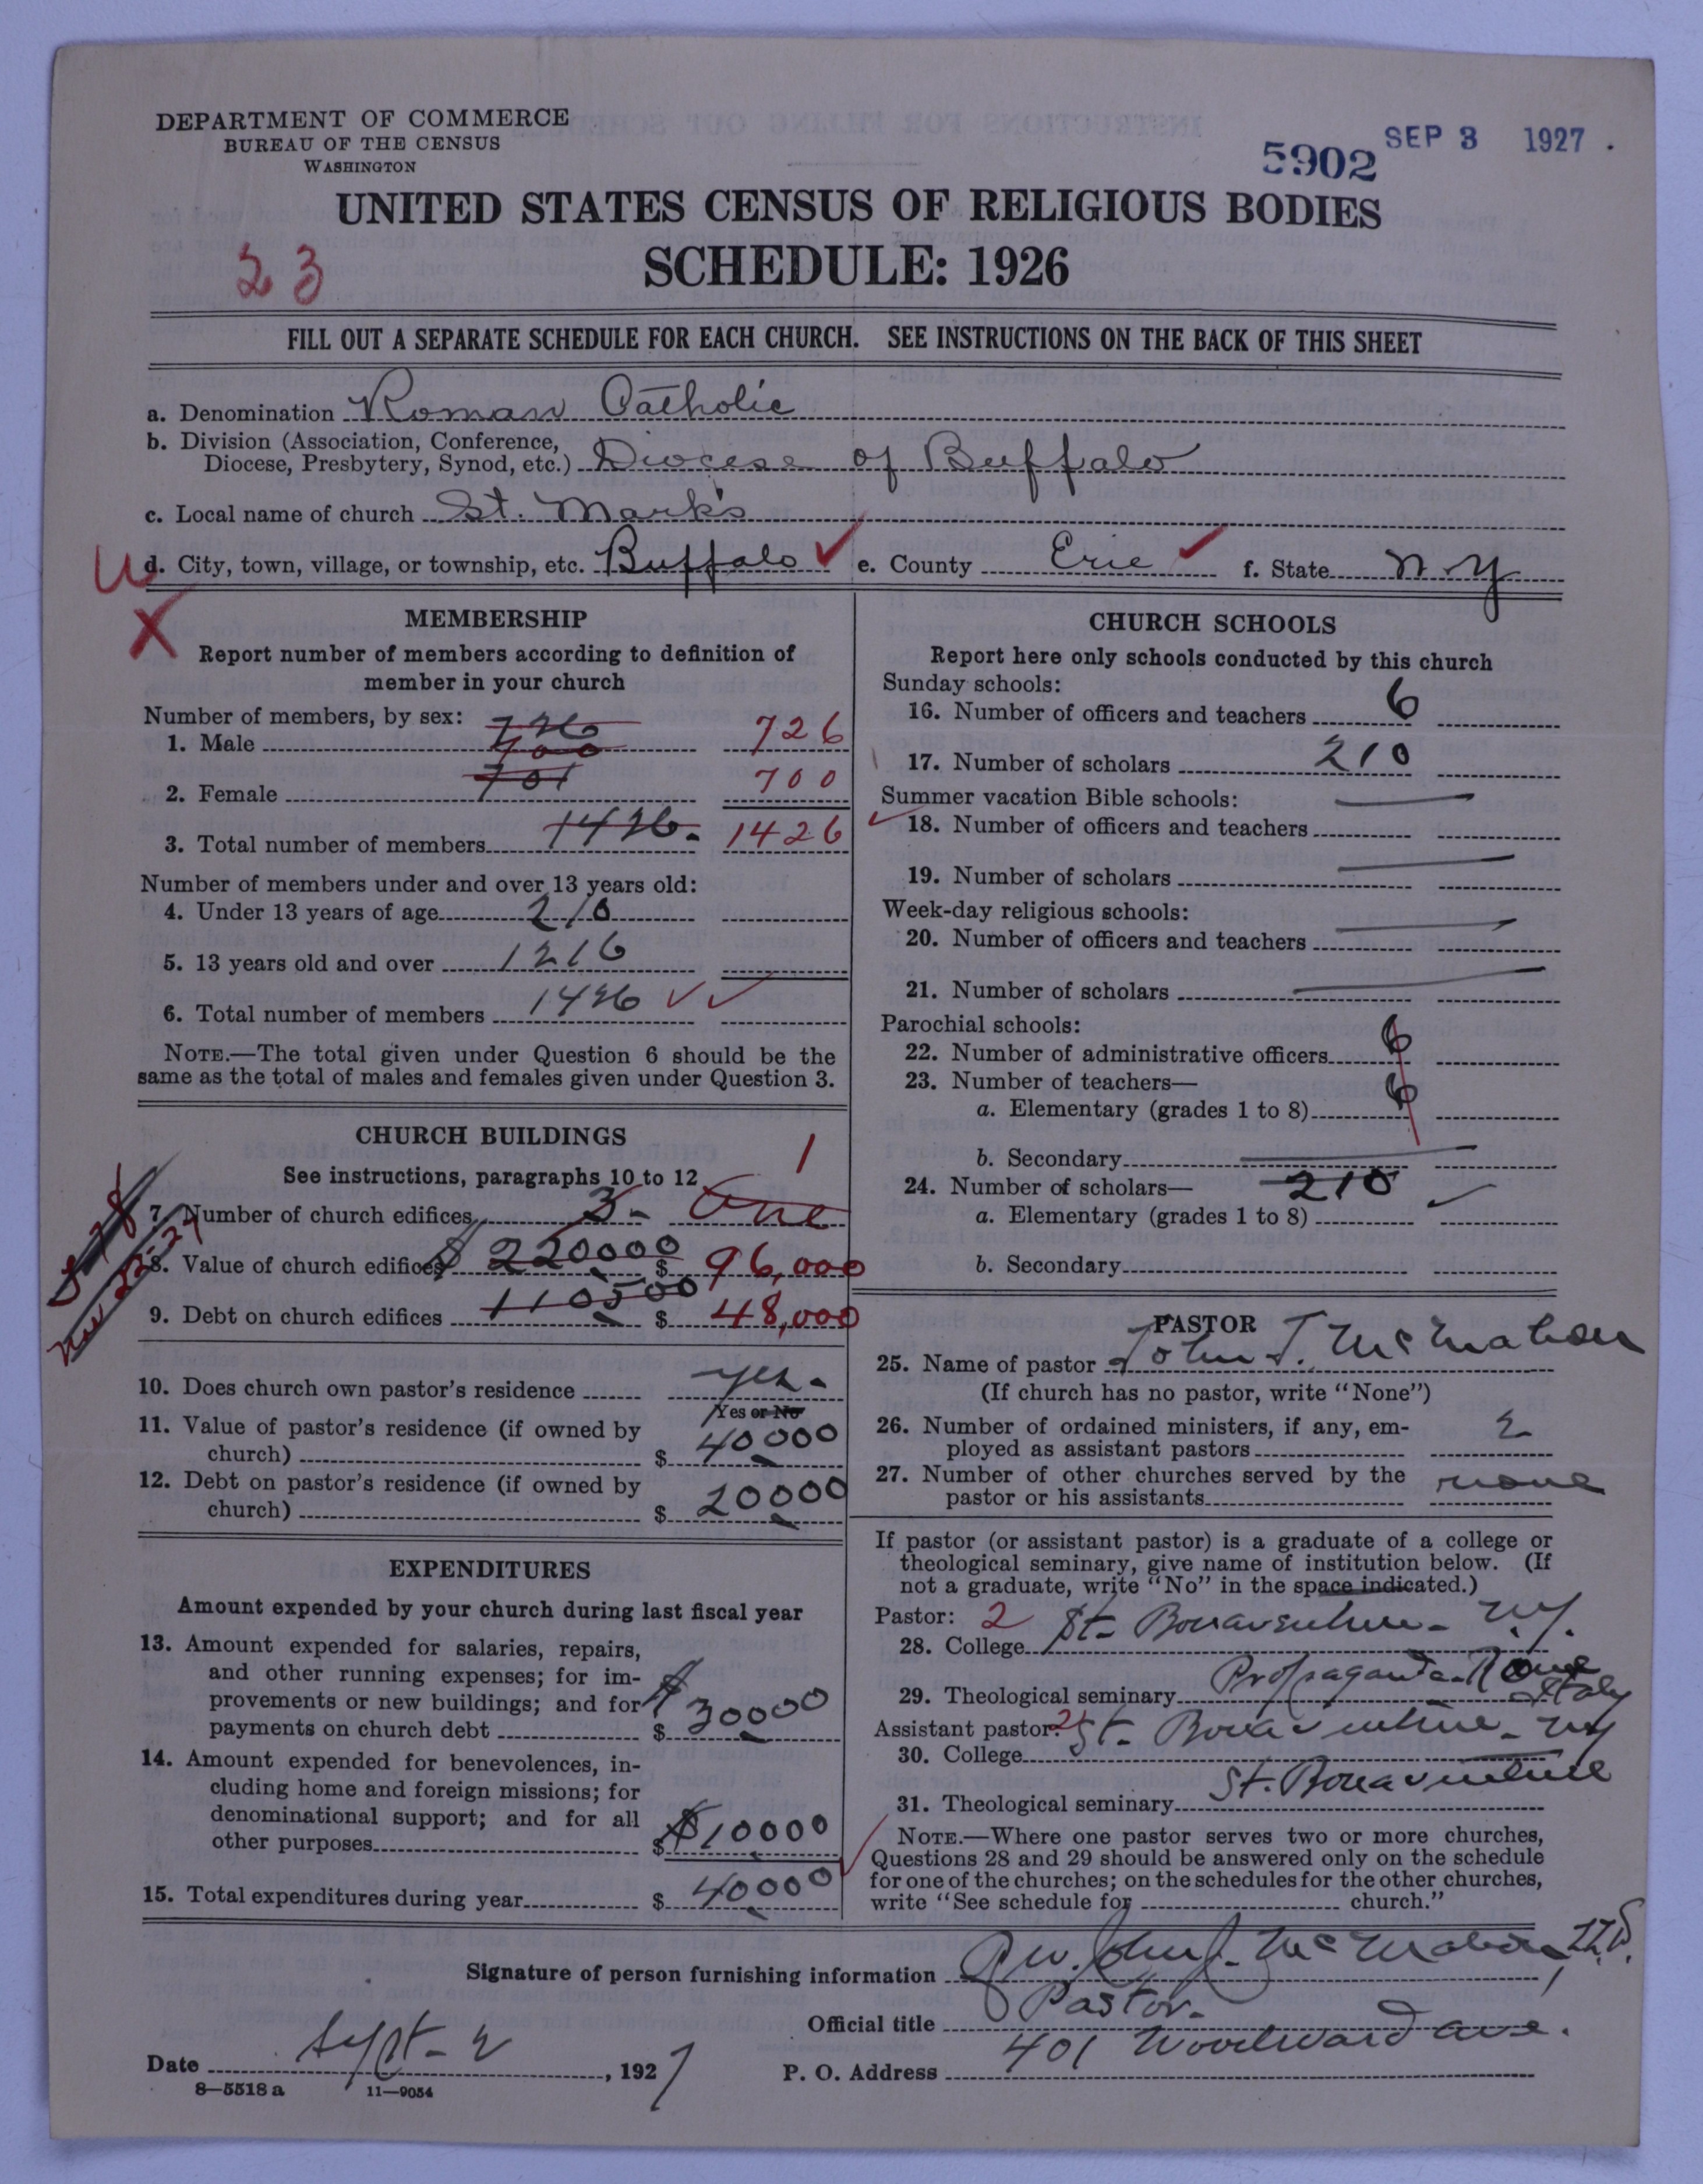 DEPARTMENT OF COMMERCE
BUREAU OF THE CENSUS
WASHINGTON
5902 SEP 3 1927
UNITED STATES CENSUS OF RELIGIOUS BODIES
SCHEDULE: 1926
23
FILL OUT A SEPARATE SCHEDULE FOR EACH CHURCH. SEE INSTRUCTIONS ON THE BACK OF THIS SHEET
a. Denomination Roman Catholic
b. Division (Association, Conference,
Diocese, Presbytery, Synod, etc.) Diocese of Buffalo
c. Local name of church St. Mark's
d. City, town, village, or township, etc. Buffalo e. County Erie f. State N.Y
X
MEMBERSHIP
Report number of members according to definition of
member in your church
Number of members, by sex:
726
1. Male 700 726
2. Female 701 700
3. Total number of members 1426 1426
Number of members under and over 13 years old:
4. Under 13 years of age 210
5. 13 years old and over 1216
6. Total number of members 1426
NOTE.—The total given under Question 6 should be the
same as the total of males and females given under Question 3.
CHURCH BUILDINGS
See instructions, paragraphs 10 to 12
1
7. Number of church edifices 3 One
8. Value of church edifices $ 220000 $ 96,000
9. Debt on church edifices 110500 $ 48,000
10. Does church own pastor's residence yes
Yes or No
11. Value of pastor's residence (if owned by
church) $ 40000
12. Debt on pastor's residence (if owned by
church) $ 20000
EXPENDITURES
Amount expended by your church during last fiscal year
13. Amount expended for salaries, repairs,
and other running expenses; for im-
provements or new buildings; and for
payments on church debt $ 30000
14. Amount expended for benevolences, in-
cluding home and foreign missions; for
denominational support; and for all
other purposes $ 10000
15. Total expenditures during year $ 40000
CHURCH SCHOOLS
Report here only schools conducted by this church
Sunday schools:
16. Number of officers and teachers 6
17. Number of scholars 210
Summer vacation Bible schools:
18. Number of officers and teachers
19. Number of scholars
Week-day religious schools:
20. Number of officers and teachers
21. Number of scholars
Parochial schools:
22. Number of administrative officers 6
23. Number of teachers—
a. Elementary (grades 1 to 8) 6
b. Secondary
24. Number of scholars— 210
a. Elementary (grades 1 to 8)
b. Secondary
PASTOR
25. Name of pastor John J. McMahon
(If church has no pastor, write "None")
26. Number of ordained ministers, if any, em-
ployed as assistant pastors 2
27. Number of other churches served by the
pastor or his assistants none
If pastor (or assistant pastor) is a graduate of a college or
theological seminary, give name of institution below. (If
not a graduate, write "No" in the space indicated.)
Pastor: 2
28. College St. Bonaventure - N.Y.
29. Theological seminary Propaganda - Rome Italy
Assistant pastor: 2
30. College St. Bonaventure - N.Y
31. Theological seminary St. Bonaventure
NOTE.—Where one pastor serves two or more churches,
Questions 28 and 29 should be answered only on the schedule
for one of the churches; on the schedules for the other churches,
write "See schedule for church."
Signature of person furnishing information John J. McMahon
Official title Pastor
Date Sept - 2, 1927 P. O. Address 401 Woodward Ave.
8—5518 a 11—9054